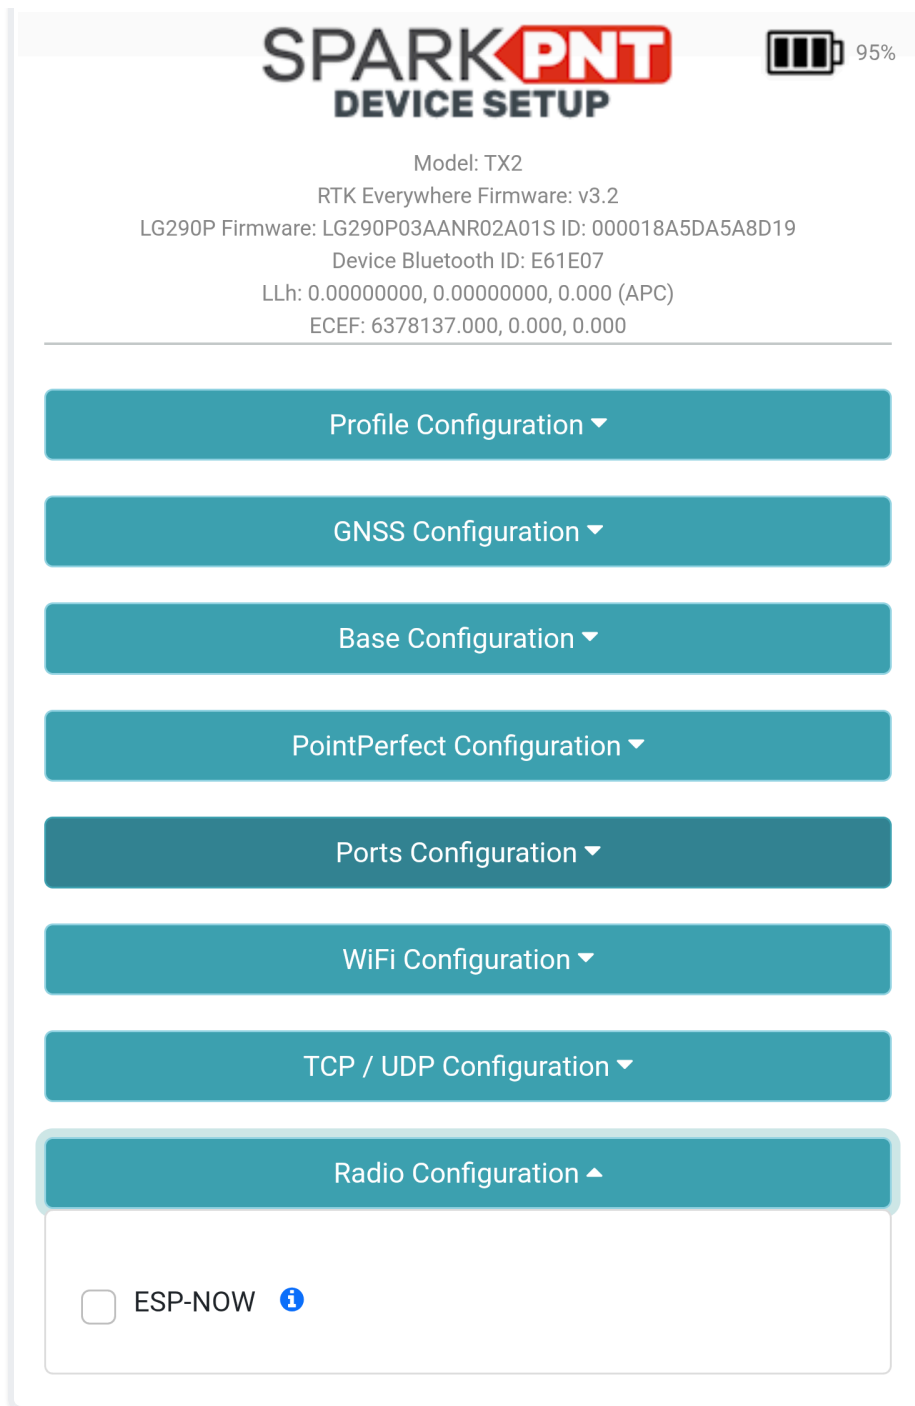 SPARK PNT
DEVICE SETUP
95%
Model: TX2
RTK Everywhere Firmware: v3.2
LG290P Firmware: LG290P03AANR02A01S ID: 000018A5DA5A8D19
Device Bluetooth ID: E61E07
LLh: 0.00000000, 0.00000000, 0.000 (APC)
ECEF: 6378137.000, 0.000, 0.000
Profile Configuration
GNSS Configuration
Base Configuration
PointPerfect Configuration
Ports Configuration
WiFi Configuration
TCP / UDP Configuration
Radio Configuration
ESP-NOW